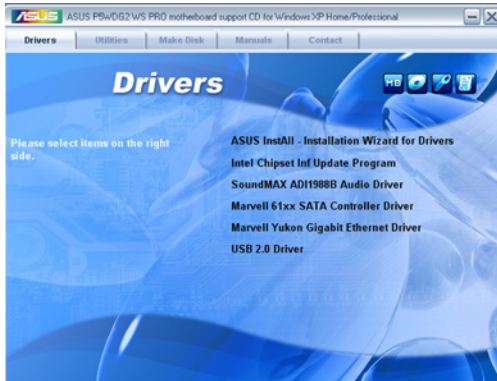 ASUS ASUS P5WDG2 WS PRO motherboard support CD for Windows XP Home/Professional
Drivers Utilities Make Disk Manuals Contact
Drivers
MB
Please select items on the right
side.
ASUS InstAll - Installation Wizard for Drivers
Intel Chipset Inf Update Program
SoundMAX ADI1988B Audio Driver
Marvell 61xx SATA Controller Driver
Marvell Yukon Gigabit Ethernet Driver
USB 2.0 Driver